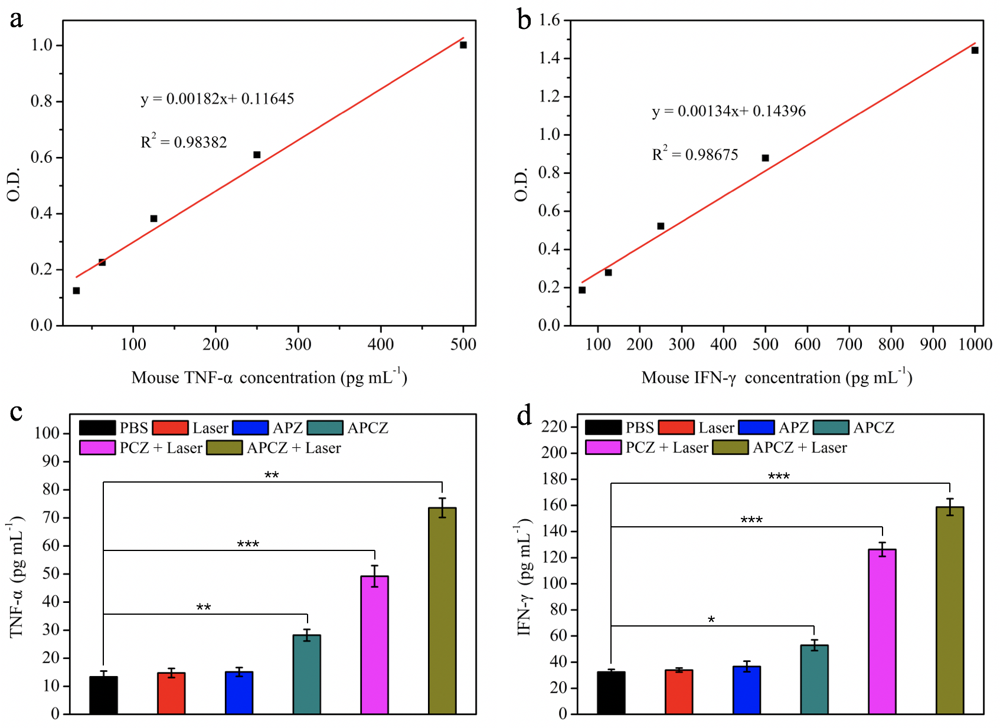 a
1.0
0.8
0.6
0.4
0.2
0.0
O.D.
y = 0.00182x+ 0.11645
R² = 0.98382
100 200 300 400 500
Mouse TNF-α concentration (pg mL⁻¹)
b
1.6
1.4
1.2
1.0
0.8
0.6
0.4
0.2
0.0
O.D.
y = 0.00134x+ 0.14396
R² = 0.98675
100 200 300 400 500 600 700 800 900 1000
Mouse IFN-γ concentration (pg mL⁻¹)
c
PBS Laser APZ APCZ
PCZ + Laser APCZ + Laser
100
90
80
70
60
50
40
30
20
10
0
TNF-α (pg mL⁻¹)
**
***
**
d
PBS Laser APZ APCZ
PCZ + Laser APCZ + Laser
220
200
180
160
140
120
100
80
60
40
20
0
IFN-γ (pg mL⁻¹)
***
***
*